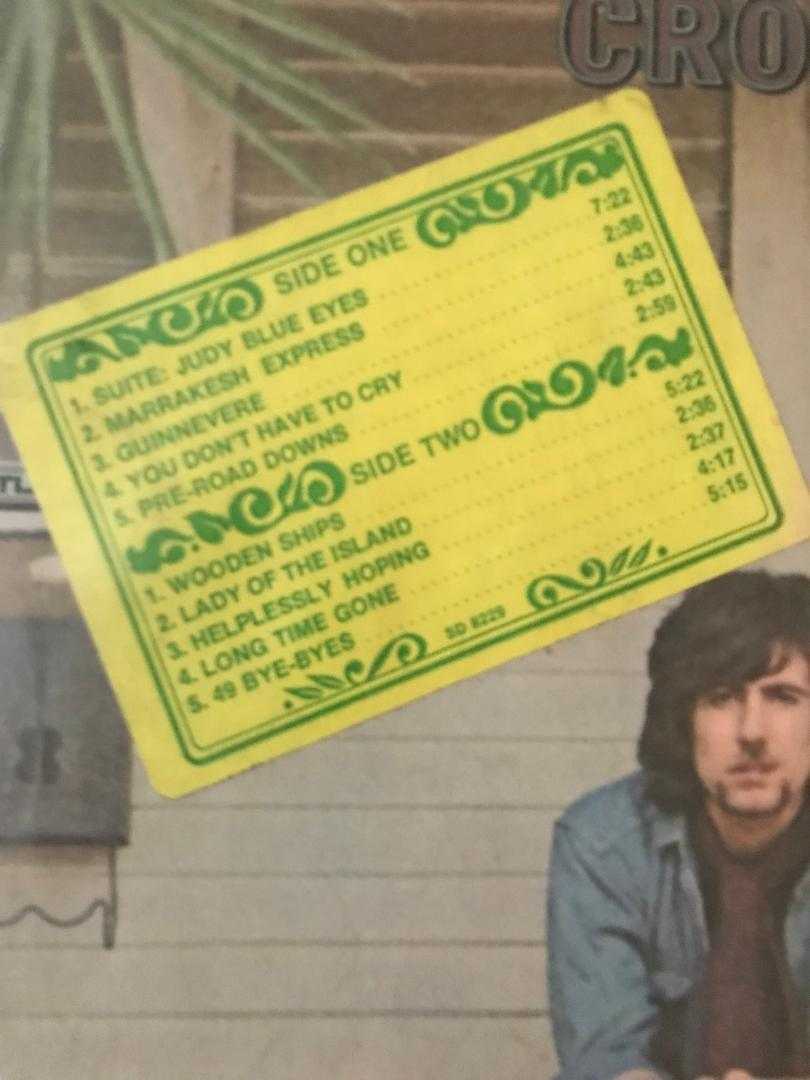 CRO
SIDE ONE
1. SUITE: JUDY BLUE EYES 7:22
2. MARRAKESH EXPRESS 2:36
3. GUINNEVERE 4:43
4. YOU DON'T HAVE TO CRY 2:43
5. PRE-ROAD DOWNS 2:59
SIDE TWO
1. WOODEN SHIPS 5:22
2. LADY OF THE ISLAND 2:36
3. HELPLESSLY HOPING 2:37
4. LONG TIME GONE 4:17
5. 49 BYE-BYES 5:15
SD 8229